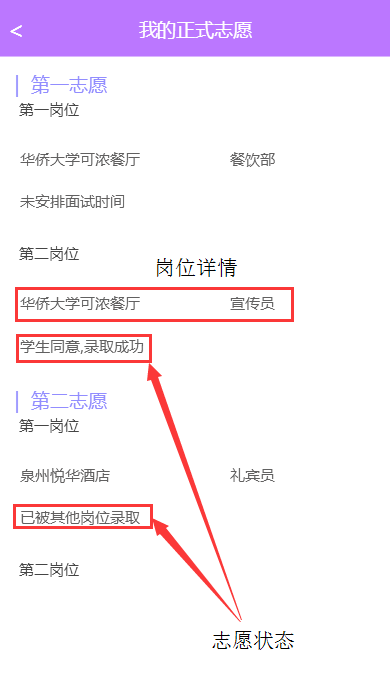 < 我的正式志愿
第一志愿
第一岗位
华侨大学可浓餐厅 餐饮部
未安排面试时间
第二岗位
岗位详情
华侨大学可浓餐厅 宣传员
学生同意,录取成功
第二志愿
第一岗位
泉州悦华酒店 礼宾员
已被其他岗位录取
第二岗位
志愿状态